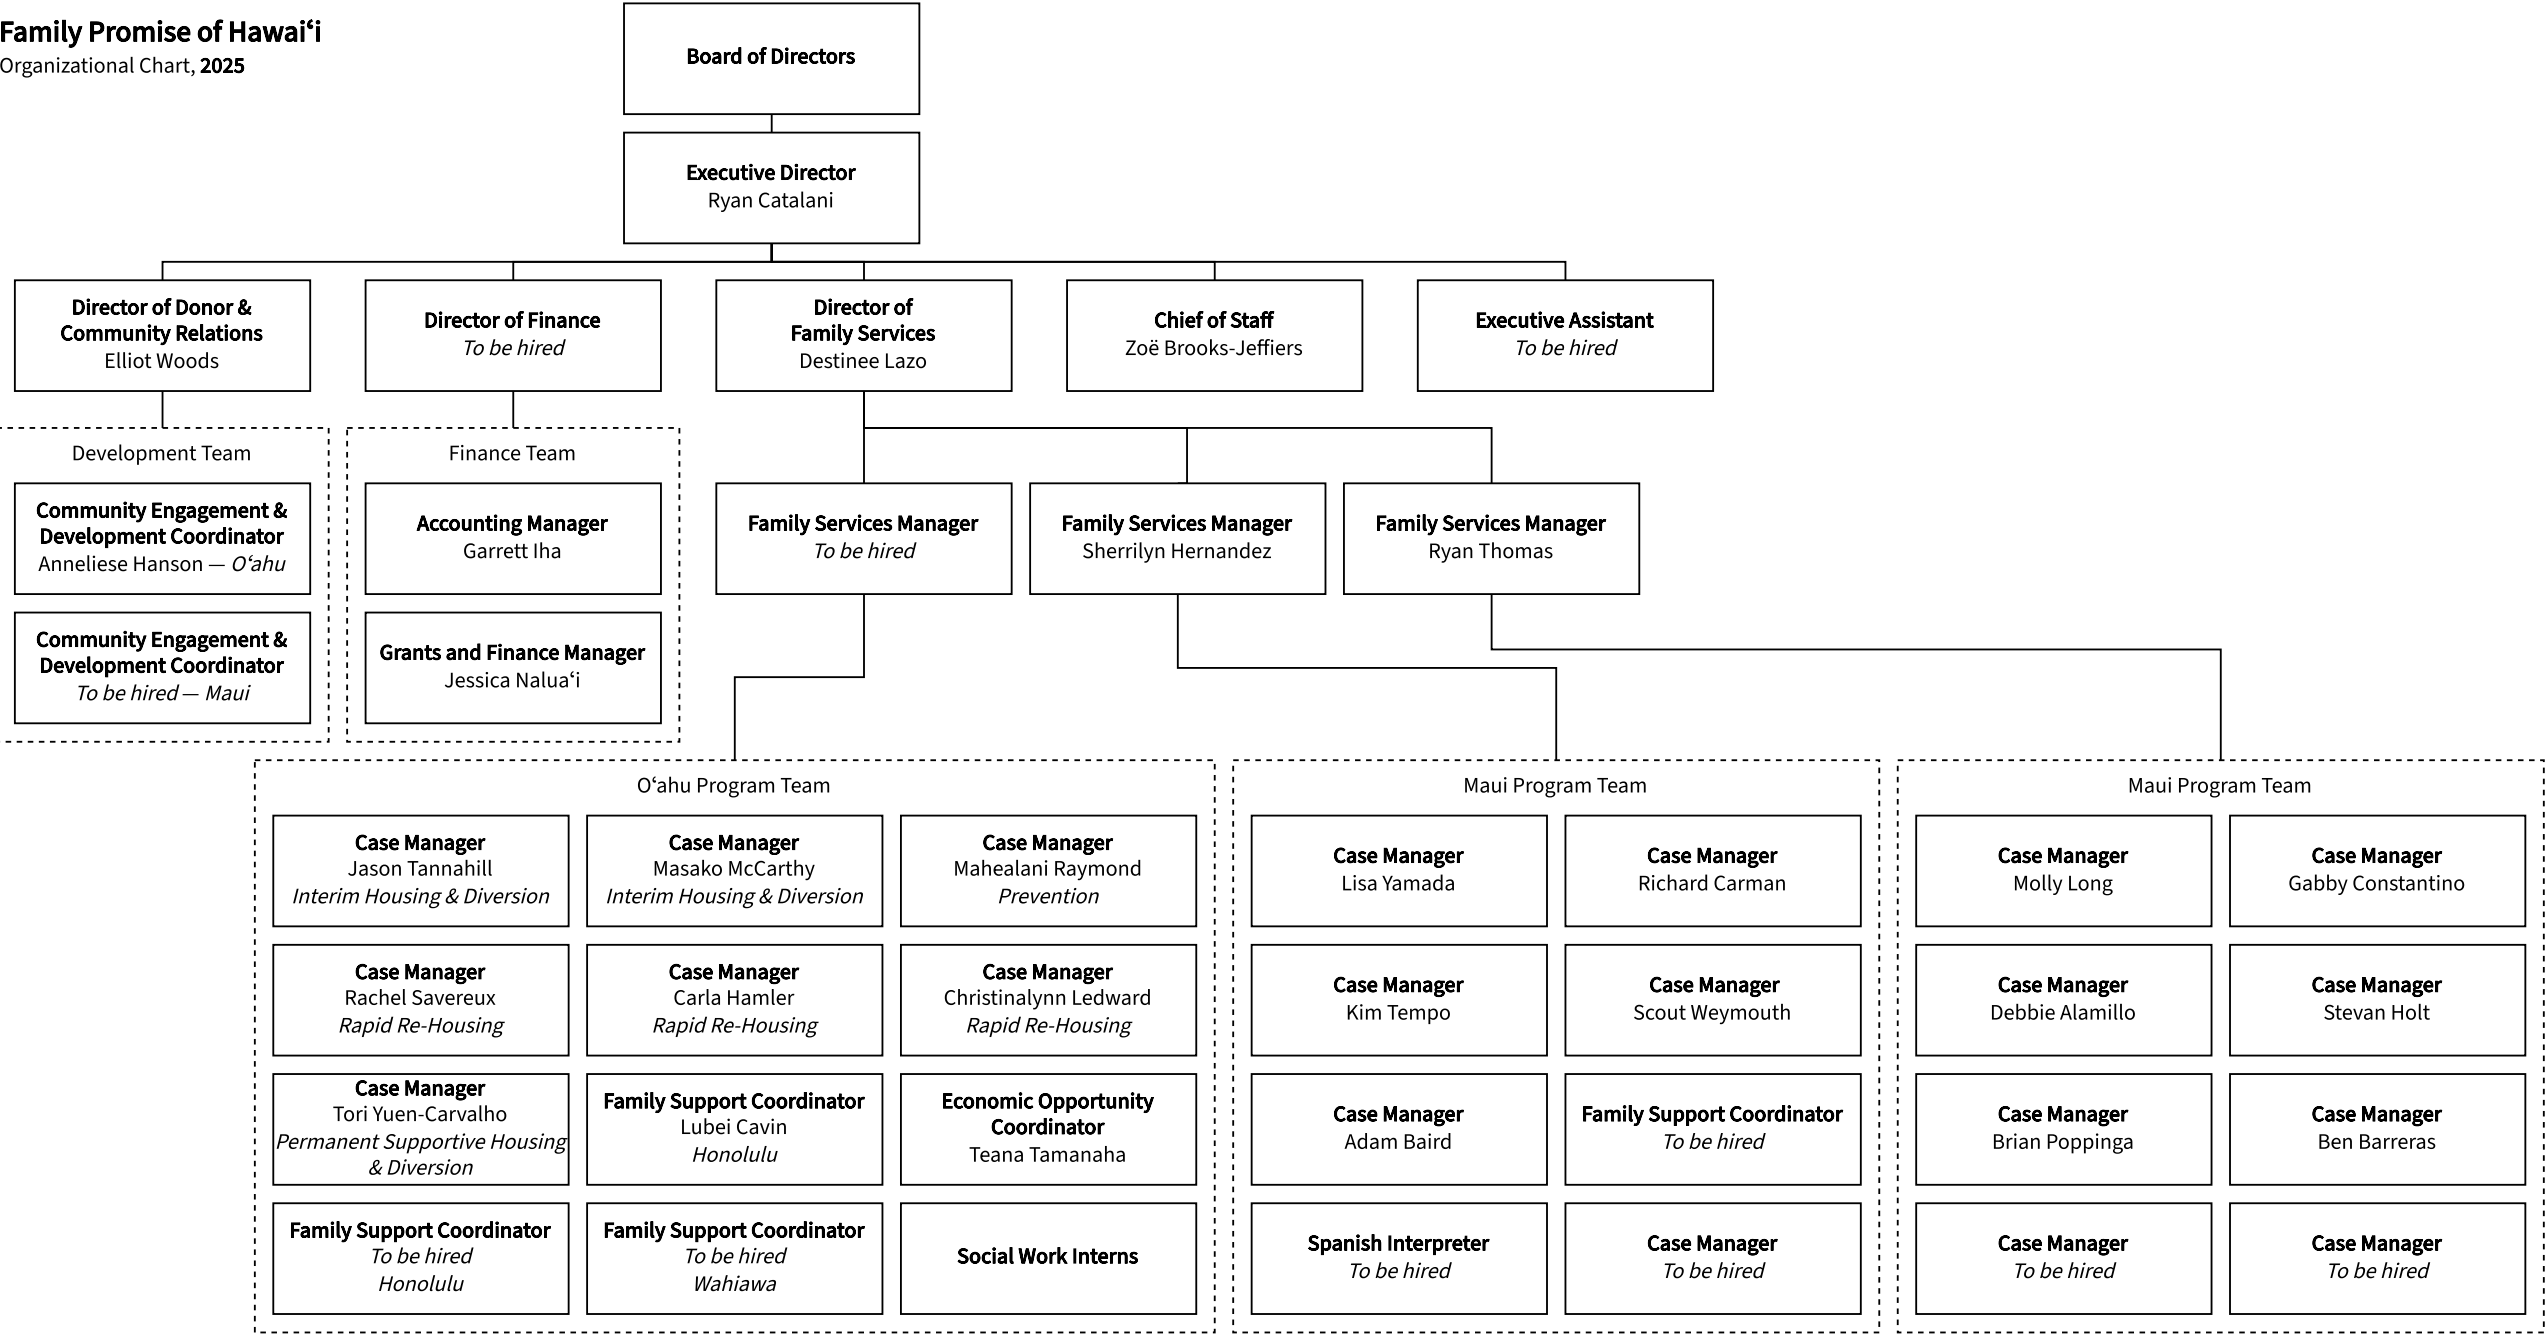 Family Promise of Hawaiʻi
Organizational Chart, 2025
Board of Directors
Executive Director
Ryan Catalani
Director of Donor &
Community Relations
Elliot Woods
Director of Finance
To be hired
Director of
Family Services
Destinee Lazo
Chief of Staff
Zoë Brooks-Jeffiers
Executive Assistant
To be hired
Development Team
Community Engagement &
Development Coordinator
Anneliese Hanson — Oʻahu
Community Engagement &
Development Coordinator
To be hired — Maui
Finance Team
Accounting Manager
Garrett Iha
Grants and Finance Manager
Jessica Naluaʻi
Family Services Manager
To be hired
Family Services Manager
Sherrilyn Hernandez
Family Services Manager
Ryan Thomas
Oʻahu Program Team
Case Manager
Jason Tannahill
Interim Housing & Diversion
Case Manager
Masako McCarthy
Interim Housing & Diversion
Case Manager
Mahealani Raymond
Prevention
Case Manager
Rachel Savereux
Rapid Re-Housing
Case Manager
Carla Hamler
Rapid Re-Housing
Case Manager
Christinalynn Ledward
Rapid Re-Housing
Case Manager
Tori Yuen-Carvalho
Permanent Supportive Housing
& Diversion
Family Support Coordinator
Lubei Cavin
Honolulu
Economic Opportunity
Coordinator
Teana Tamanaha
Family Support Coordinator
To be hired
Honolulu
Family Support Coordinator
To be hired
Wahiawa
Social Work Interns
Maui Program Team
Case Manager
Lisa Yamada
Case Manager
Richard Carman
Case Manager
Kim Tempo
Case Manager
Scout Weymouth
Case Manager
Adam Baird
Family Support Coordinator
To be hired
Spanish Interpreter
To be hired
Case Manager
To be hired
Maui Program Team
Case Manager
Molly Long
Case Manager
Gabby Constantino
Case Manager
Debbie Alamillo
Case Manager
Stevan Holt
Case Manager
Brian Poppinga
Case Manager
Ben Barreras
Case Manager
To be hired
Case Manager
To be hired